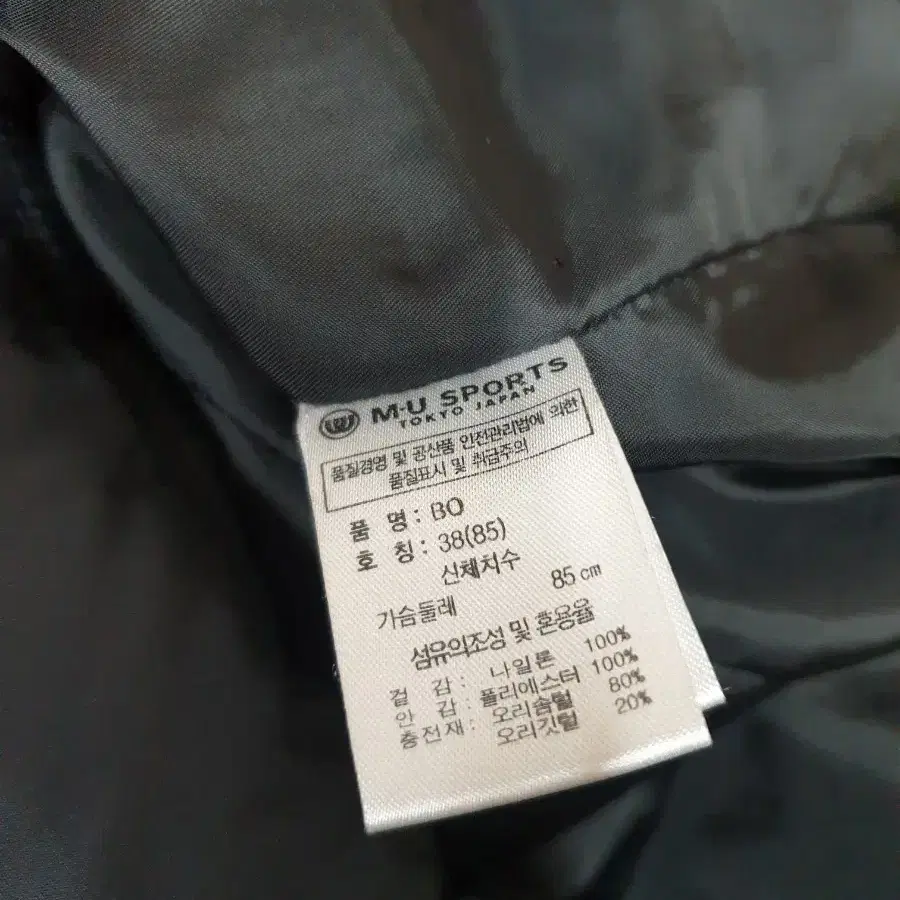 M·U SPORTS
TOKYO JAPAN
품질경영 및 공산품 안전관리법에 의한
품질표시 및 취급주의
품 명 : BO
호 칭 : 38(85)
신체치수
가슴둘레 85 cm
섬유의조성 및 혼용율
겉 감 : 나일론 100%
안 감 : 폴리에스터 100%
충전재 : 오리솜털 80%
오리깃털 20%